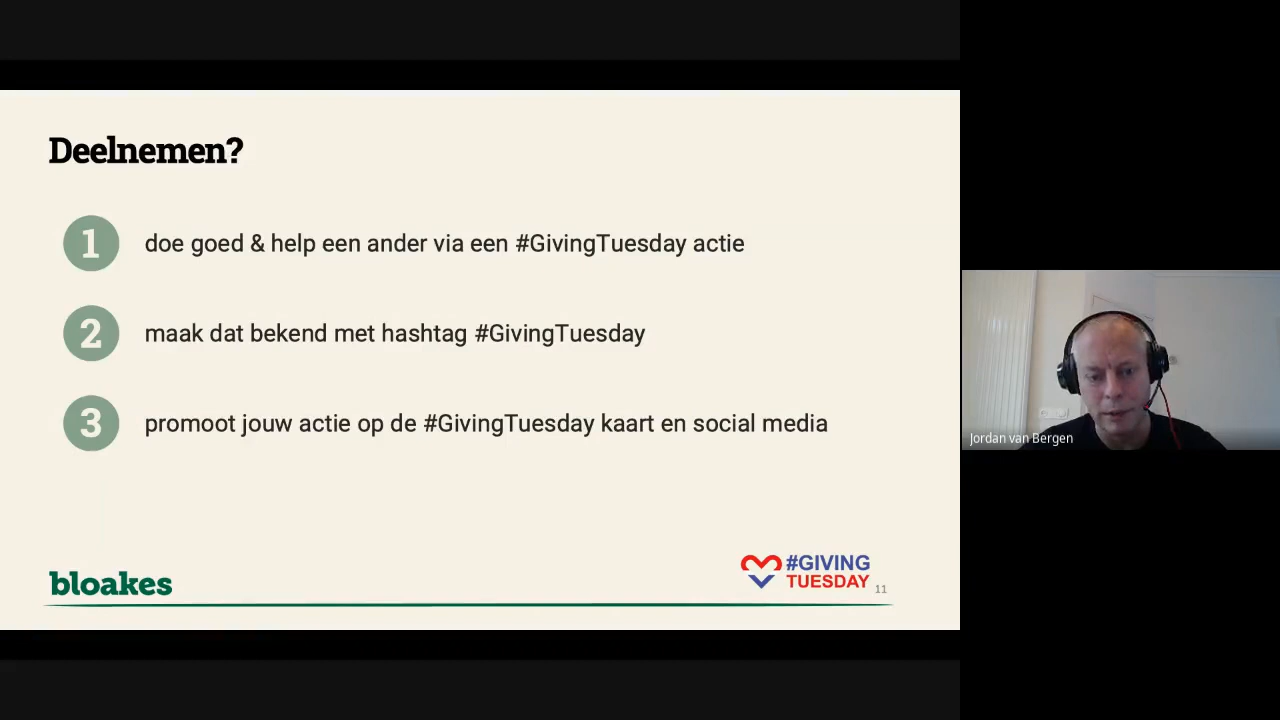 Deelnemen?
1
doe goed & help een ander via een #GivingTuesday actie
2
maak dat bekend met hashtag #GivingTuesday
3
promoot jouw actie op de #GivingTuesday kaart en social media
bloakes
#GIVING
TUESDAY
11
Jordan van Bergen